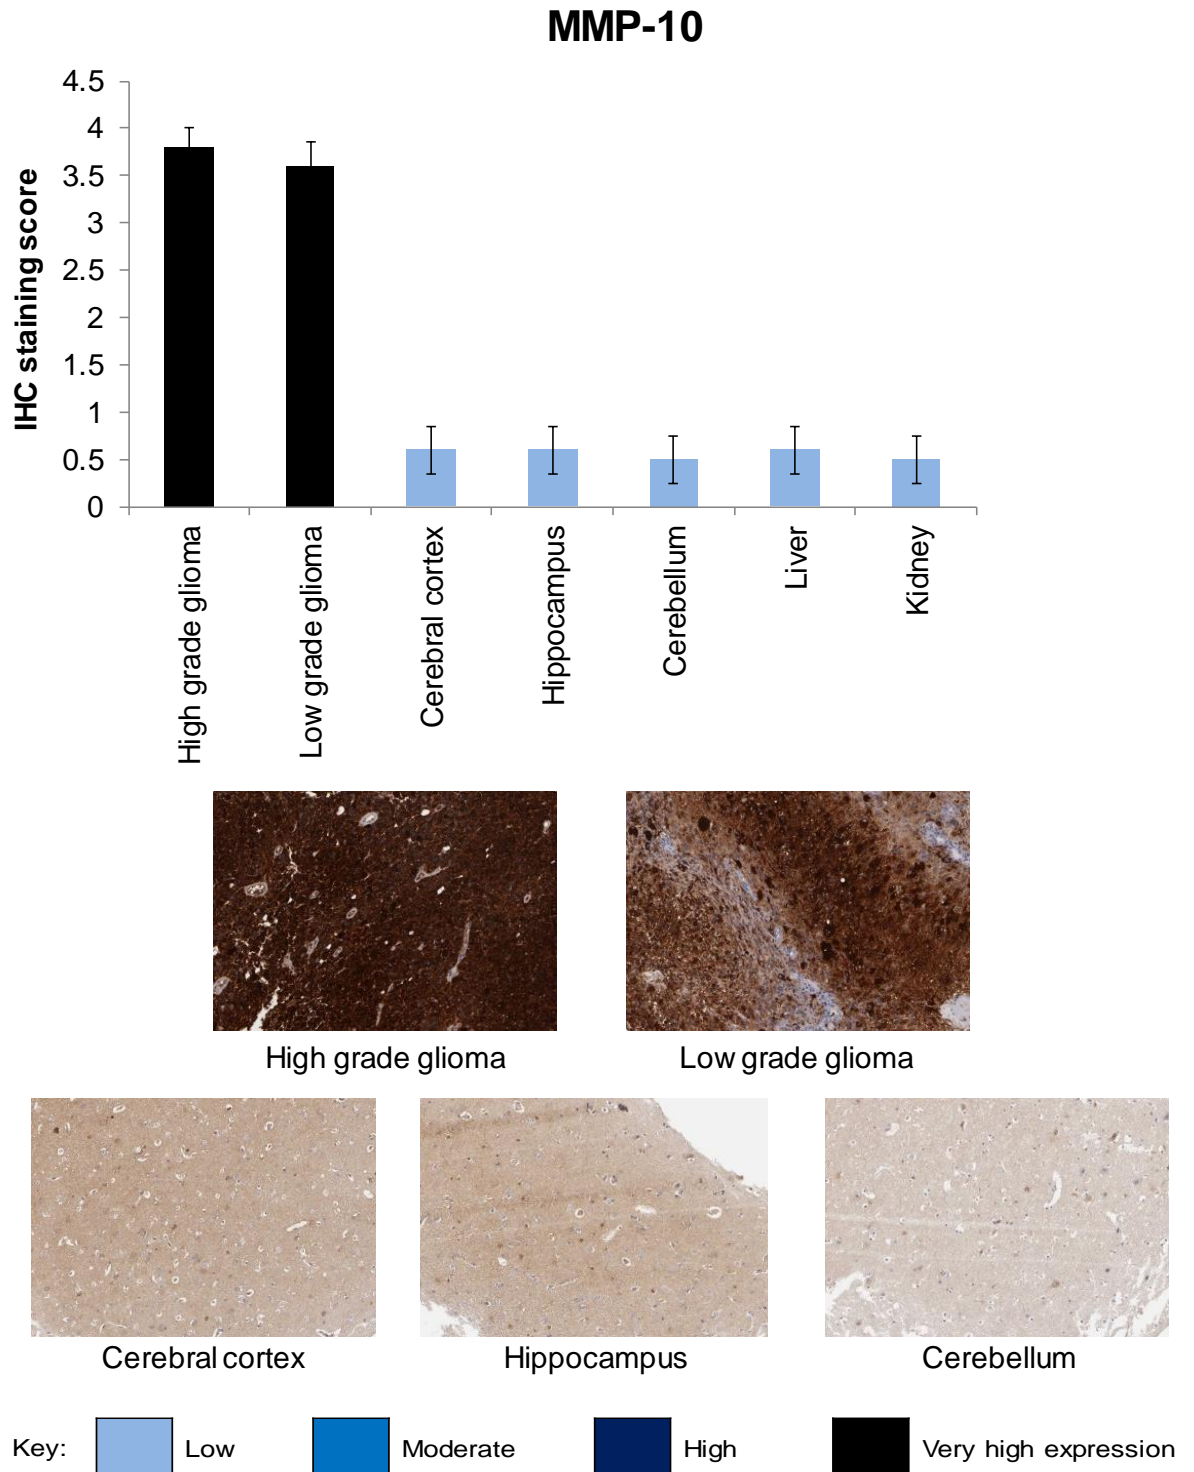 MMP-10
IHC staining score
4.5
4
3.5
3
2.5
2
1.5
1
0.5
0
High grade glioma
Low grade glioma
Cerebral cortex
Hippocampus
Cerebellum
Liver
Kidney
High grade glioma
Low grade glioma
Cerebral cortex
Hippocampus
Cerebellum
Key: Low Moderate High Very high expression